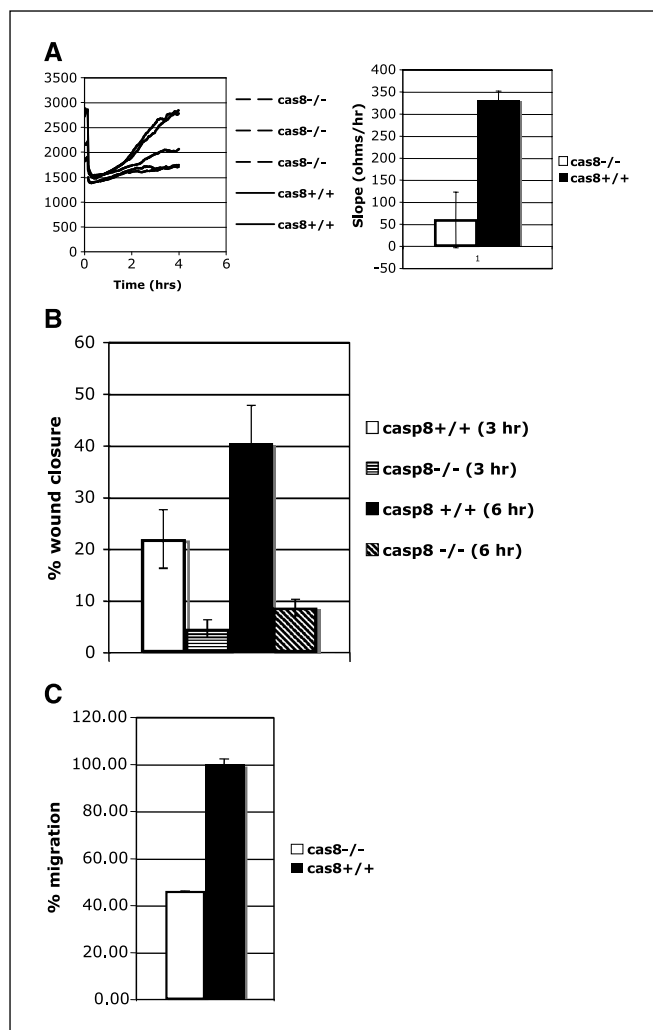 A
3500
3000
2500
2000
1500
1000
500
0
0 2 4 6
Time (hrs)
cas8-/-
cas8-/-
cas8-/-
cas8+/+
cas8+/+
Slope (ohms/hr)
400
350
300
250
200
150
100
50
0
-50
1
cas8-/-
cas8+/+
B
% wound closure
60
50
40
30
20
10
0
casp8+/+ (3 hr)
casp8-/- (3 hr)
casp8 +/+ (6 hr)
casp8 -/- (6 hr)
C
% migration
120.00
100.00
80.00
60.00
40.00
20.00
0.00
cas8-/-
cas8+/+